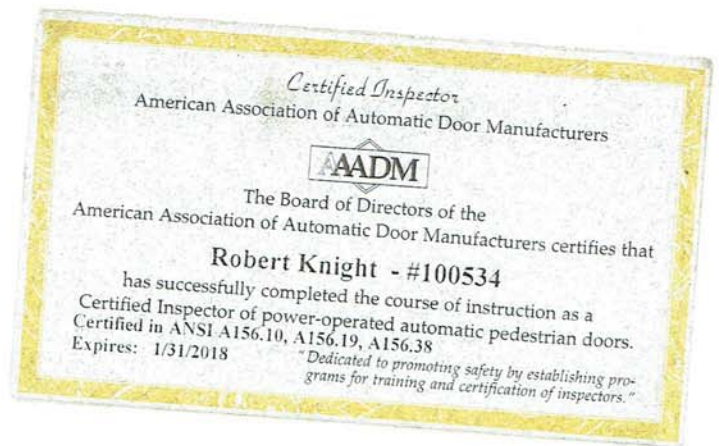 Certified Inspector
American Association of Automatic Door Manufacturers
AAADM
The Board of Directors of the
American Association of Automatic Door Manufacturers certifies that
Robert Knight - #100534
has successfully completed the course of instruction as a
Certified Inspector of power-operated automatic pedestrian doors.
Certified in ANSI A156.10, A156.19, A156.38
Expires: 1/31/2018
"Dedicated to promoting safety by establishing pro-
grams for training and certification of inspectors."